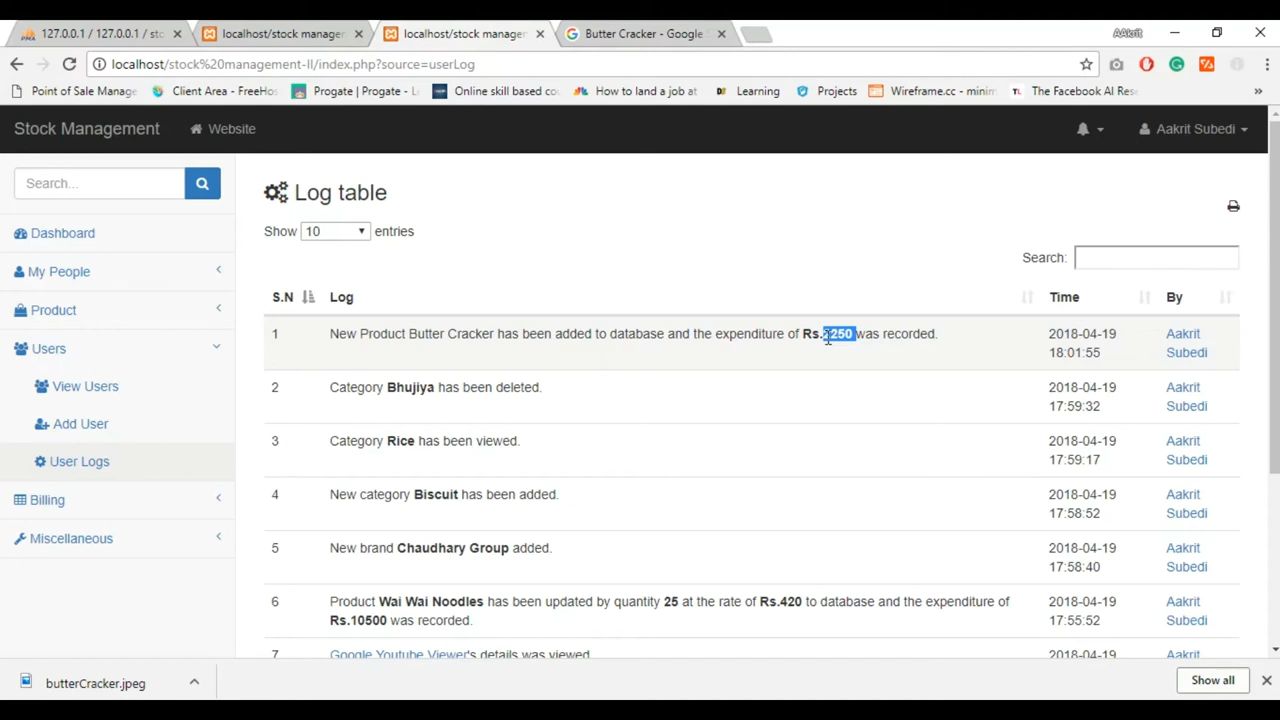 127.0.0.1 / 127.0.0.1 / sto
localhost/stock manager
localhost/stock manager
Butter Cracker - Google
AAkrit
localhost/stock%20management-II/index.php?source=userLog
Point of Sale Manage
Client Area - FreeHos
Progate | Progate - L
Online skill based co
How to land a job at
Learning
Projects
Wireframe.cc - minim
The Facebook AI Rese
Stock Management
Website
Aakrit Subedi
Search...
Log table
Show 10 entries
Dashboard
Search:
My People
S.N Log Time By
Product
1 New Product Butter Cracker has been added to database and the expenditure of Rs. was recorded. 2018-04-19 Aakrit
18:01:55 Subedi
Users
View Users
2 Category Bhujiya has been deleted. 2018-04-19 Aakrit
17:59:32 Subedi
Add User
3 Category Rice has been viewed. 2018-04-19 Aakrit
17:59:17 Subedi
User Logs
Billing
4 New category Biscuit has been added. 2018-04-19 Aakrit
17:58:52 Subedi
Miscellaneous
5 New brand Chaudhary Group added. 2018-04-19 Aakrit
17:58:40 Subedi
6 Product Wai Wai Noodles has been updated by quantity 25 at the rate of Rs.420 to database and the expenditure of 2018-04-19 Aakrit
Rs.10500 was recorded. 17:55:52 Subedi
7 Google Youtube Viewer's details was viewed. 2018-04-19 Aakrit
butterCracker.jpeg
Show all